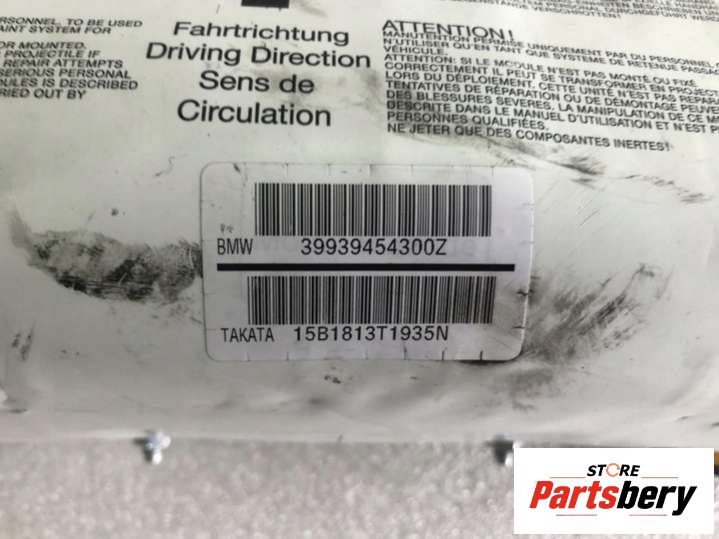 RSONNEL, TO BE USED
AINT SYSTEM FOR
OR MOUNTED.
PROJECTILE IF
REPAIR ATTEMPTS
SERIOUS PERSONAL
ULES IS DESCRIBED
RIED OUT BY
Fahrtrichtung
Driving Direction
Sens de
Circulation
ATTENTION!
MANUTENTION PERMISE UNIQUEMENT PAR DU PERSONNEL
N'UTILISER QU'EN TANT QUE SYSTEME DE RETENUE PASSA
VÉHICULE.
ATTENTION: SI LE MODULE N'EST PAS MONTÉ OU FIXÉ
CORRECTEMENT IL PEUT SE TRANSFORMER EN PROJECT
LORS DU DÉPLOIEMENT. CETTE UNITÉ N'EST PAS RÉPARA
TENTATIVES DE RÉPARATION OU DE DÉMONTAGE PEUVE
DES BLESSURES SEVERES. LA MANIPULATION DE CE M
DESCRITE DANS LE MANUEL D'UTILISATION ET N'EST P
PERSONNES QUALIFIÉES.
NE JETER QUE DES COMPOSANTES INERTES!
BMW 39939454300Z
TAKATA 15B1813T1935N
STORE
Partsbery